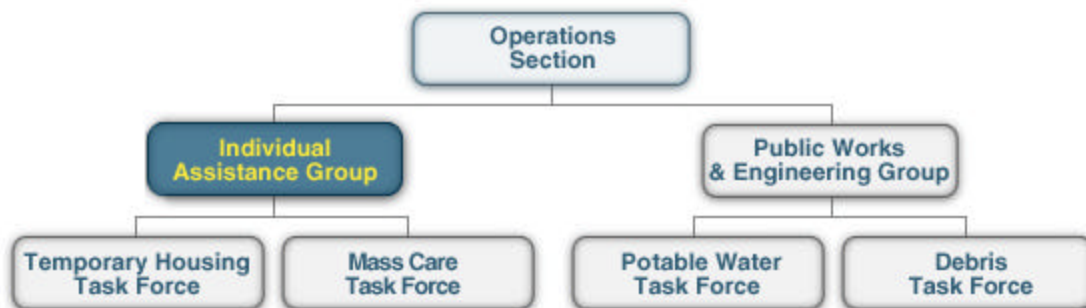 Operations
Section
Individual
Assistance Group
Public Works
& Engineering Group
Temporary Housing
Task Force
Mass Care
Task Force
Potable Water
Task Force
Debris
Task Force